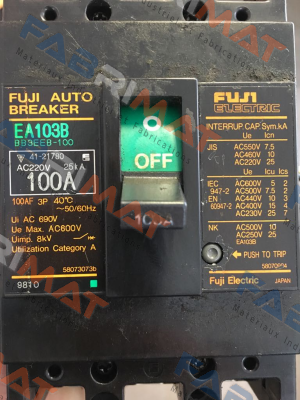 FUJI AUTO
BREAKER
EA103B
BB3EEB-100
41-21780
AC220V 25kA
100A
100AF 3P 40°C
~50/60Hz
Ui AC 690V
Ue Max. AC600V
Uimp. 8kV
Utilization Category A
58073073b
9810
O
OFF
100A
FUJI
ELECTRIC
INTERRUP. CAP. Sym.kA
Ue Icn
JIS AC550V 7.5
AC460V 10
AC230V 25
Ue Icu Ics
IEC AC600V 5 2
947-2 AC500V 7.5
EN AC440V 10 3
60947-2 AC400V 15 4
AC230V 25
NK AC500V 10
AC250V 25
EA103B
PUSH TO TRIP
Fuji Electric JAPAN
FABRIMAT